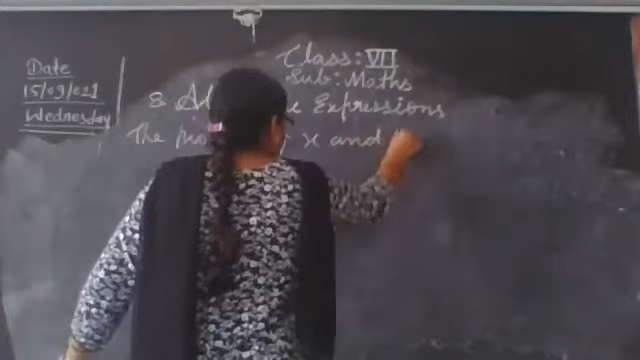 Date
15/09/021
Wednesday
Class: VII
Sub: Maths
8 Expressions
The x and